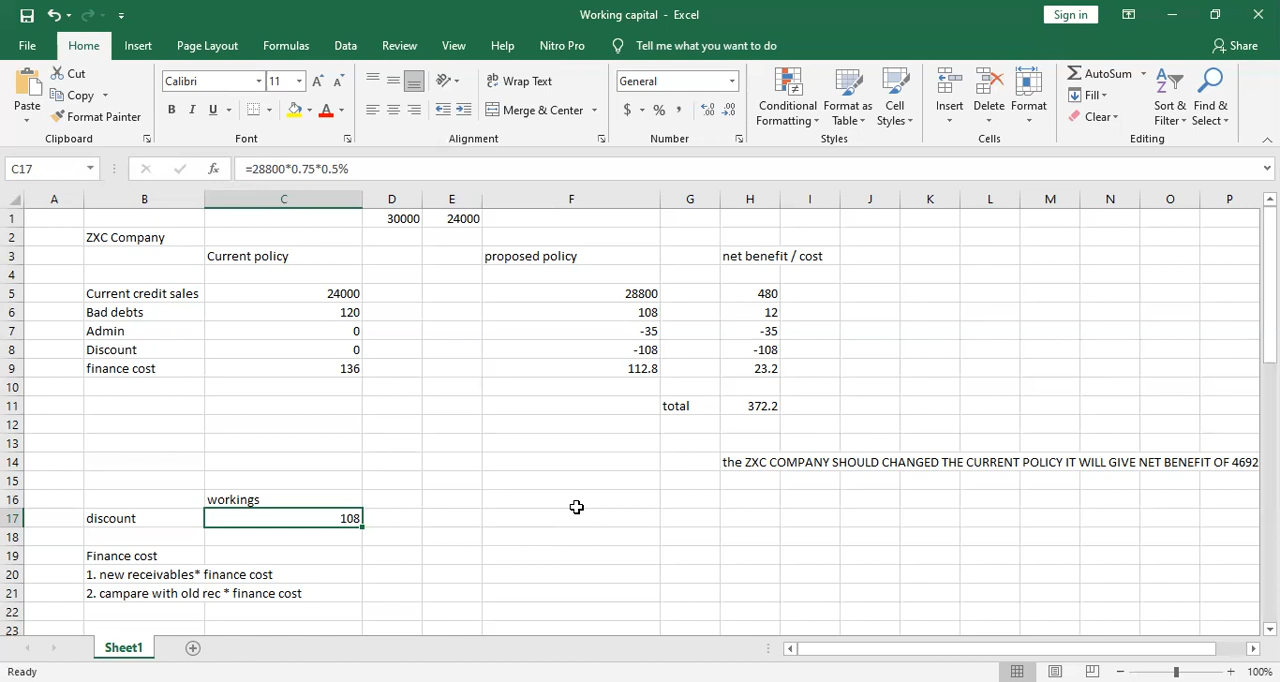 Working capital - Excel
Sign in
File Home Insert Page Layout Formulas Data Review View Help Nitro Pro Tell me what you want to do Share
Paste
Cut
Copy
Format Painter
Clipboard
Calibri 11
B I U
Font
Wrap Text
Merge & Center
Alignment
General
$ % ,
Number
Conditional Formatting
Format as Table
Cell Styles
Styles
Insert Delete Format
Cells
AutoSum
Fill
Clear
Sort & Filter
Find & Select
Editing
C17 fx =28800*0.75*0.5%
A B C D E F G H I J K L M N O P
1 30000 24000
2 ZXC Company
3 Current policy proposed policy net benefit / cost
4
5 Current credit sales 24000 28800 480
6 Bad debts 120 108 12
7 Admin 0 -35 -35
8 Discount 0 -108 -108
9 finance cost 136 112.8 23.2
10
11 total 372.2
12
13
14 the ZXC COMPANY SHOULD CHANGED THE CURRENT POLICY IT WILL GIVE NET BENEFIT OF 4692
15
16 workings
17 discount 108
18
19 Finance cost
20 1. new receivables* finance cost
21 2. campare with old rec * finance cost
22
23
Sheet1
Ready 100%